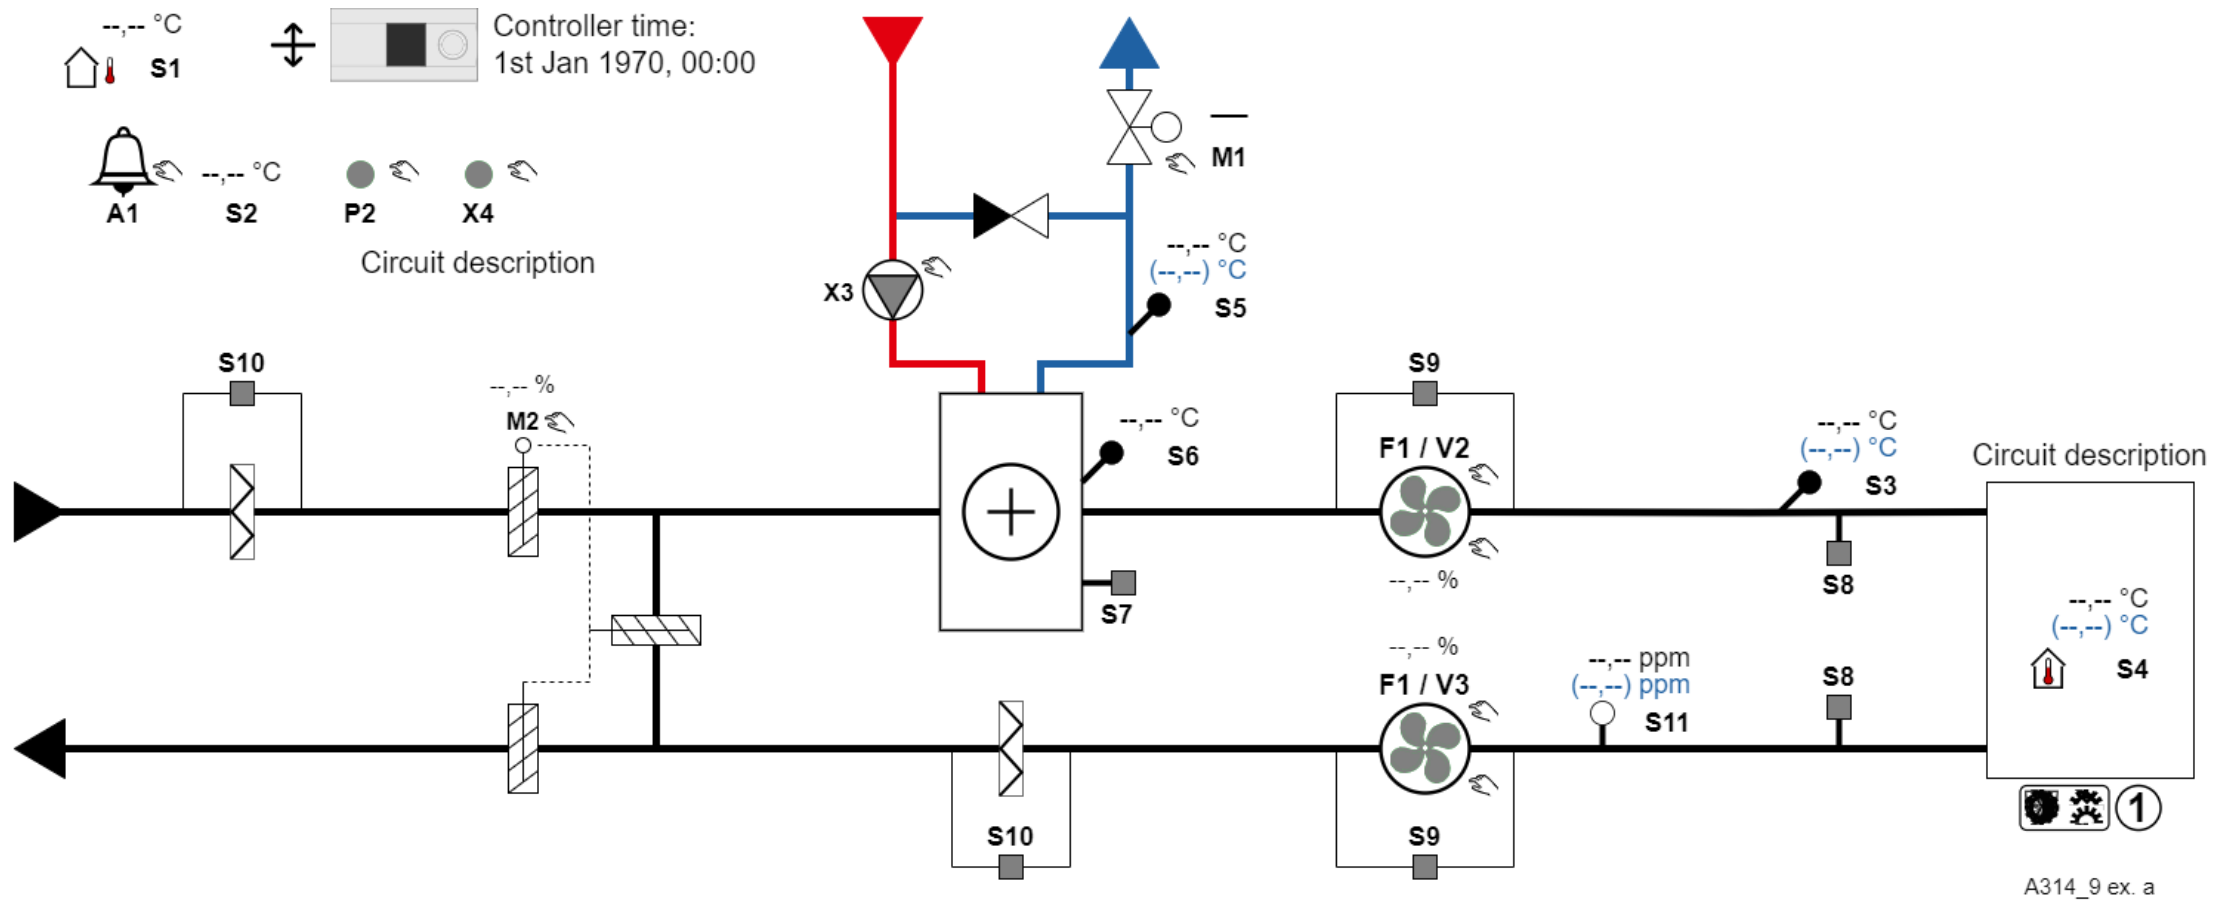 --,-- °C
S1
Controller time:
1st Jan 1970, 00:00
A1
--,-- °C
S2
P2
X4
Circuit description
M1
X3
--,-- °C
(--,--) °C
S5
S10
--,-- %
M2
--,-- °C
S6
S7
S9
F1 / V2
--,-- %
--,-- °C
(--,--) °C
S3
S8
Circuit description
--,-- °C
(--,--) °C
S4
--,-- %
F1 / V3
--,-- ppm
(--,--) ppm
S11
S8
S10
S9
1
A314_9 ex. a